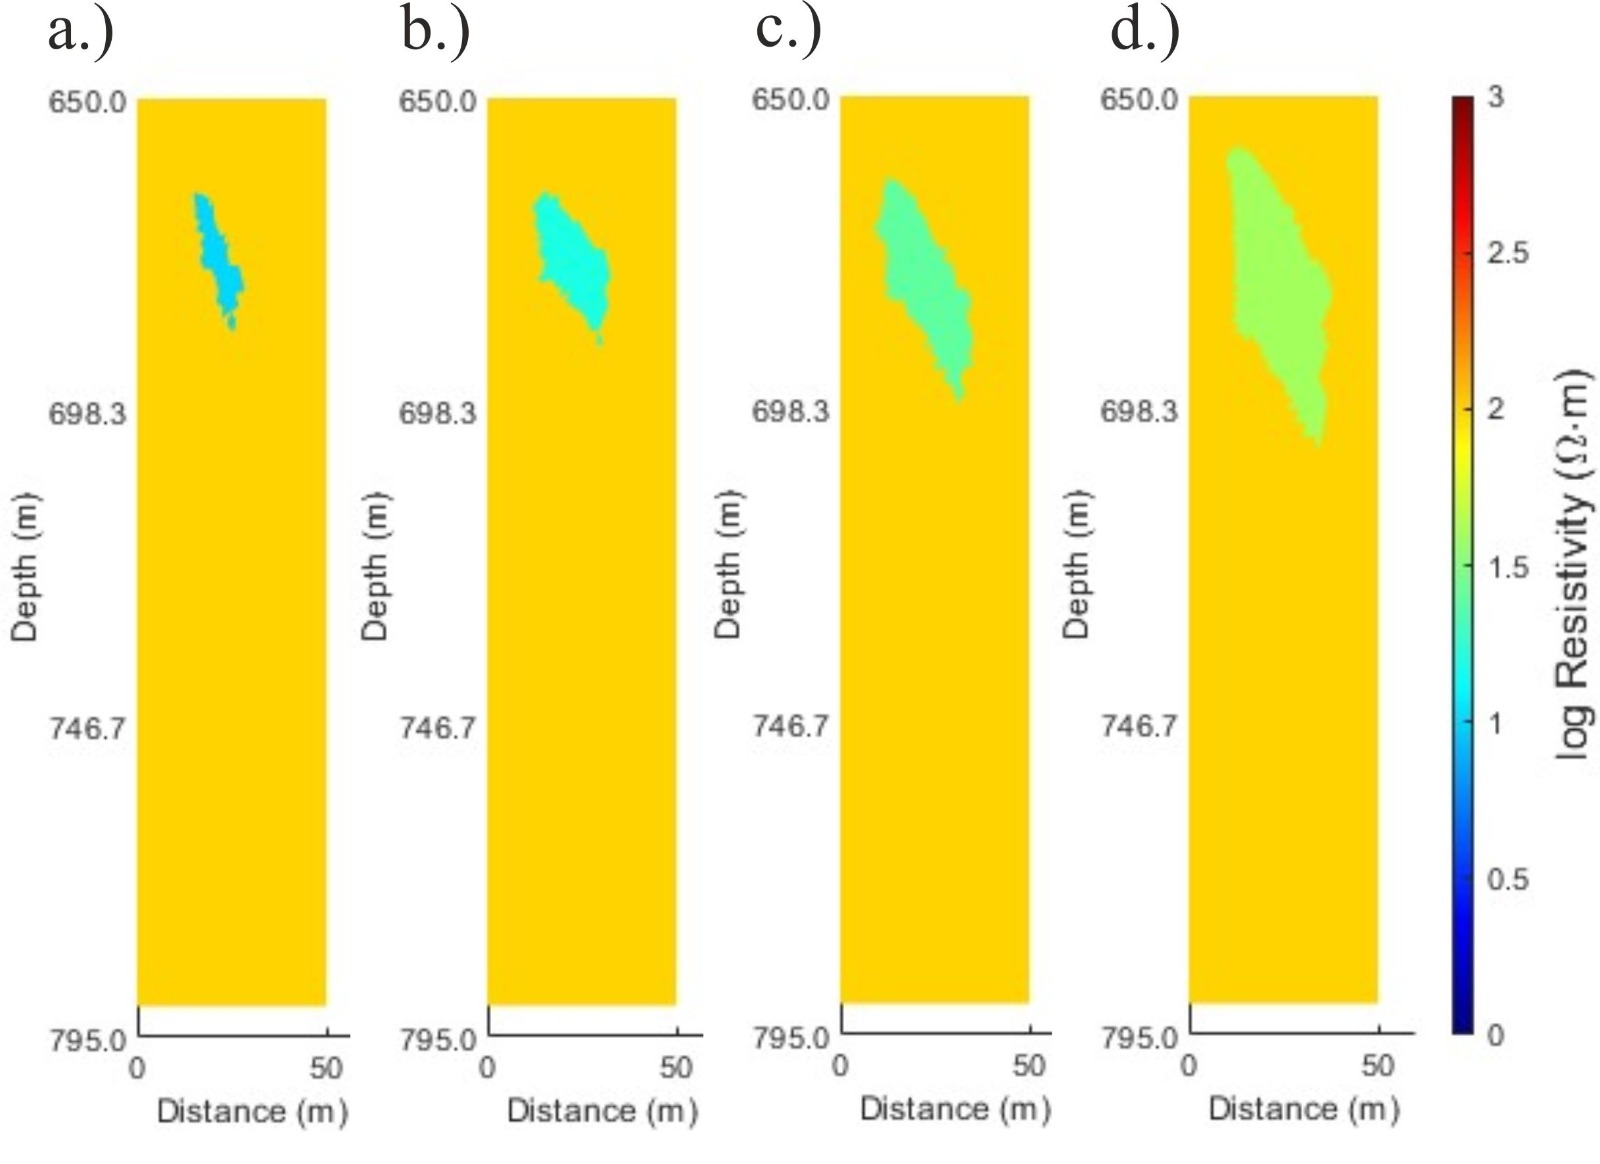 a.)
b.)
c.)
d.)
650.0
698.3
746.7
795.0
Depth (m)
0
50
Distance (m)
650.0
698.3
746.7
795.0
Depth (m)
0
50
Distance (m)
650.0
698.3
746.7
795.0
Depth (m)
0
50
Distance (m)
650.0
698.3
746.7
795.0
Depth (m)
0
50
Distance (m)
3
2.5
2
1.5
1
0.5
0
log Resistivity (Ω·m)